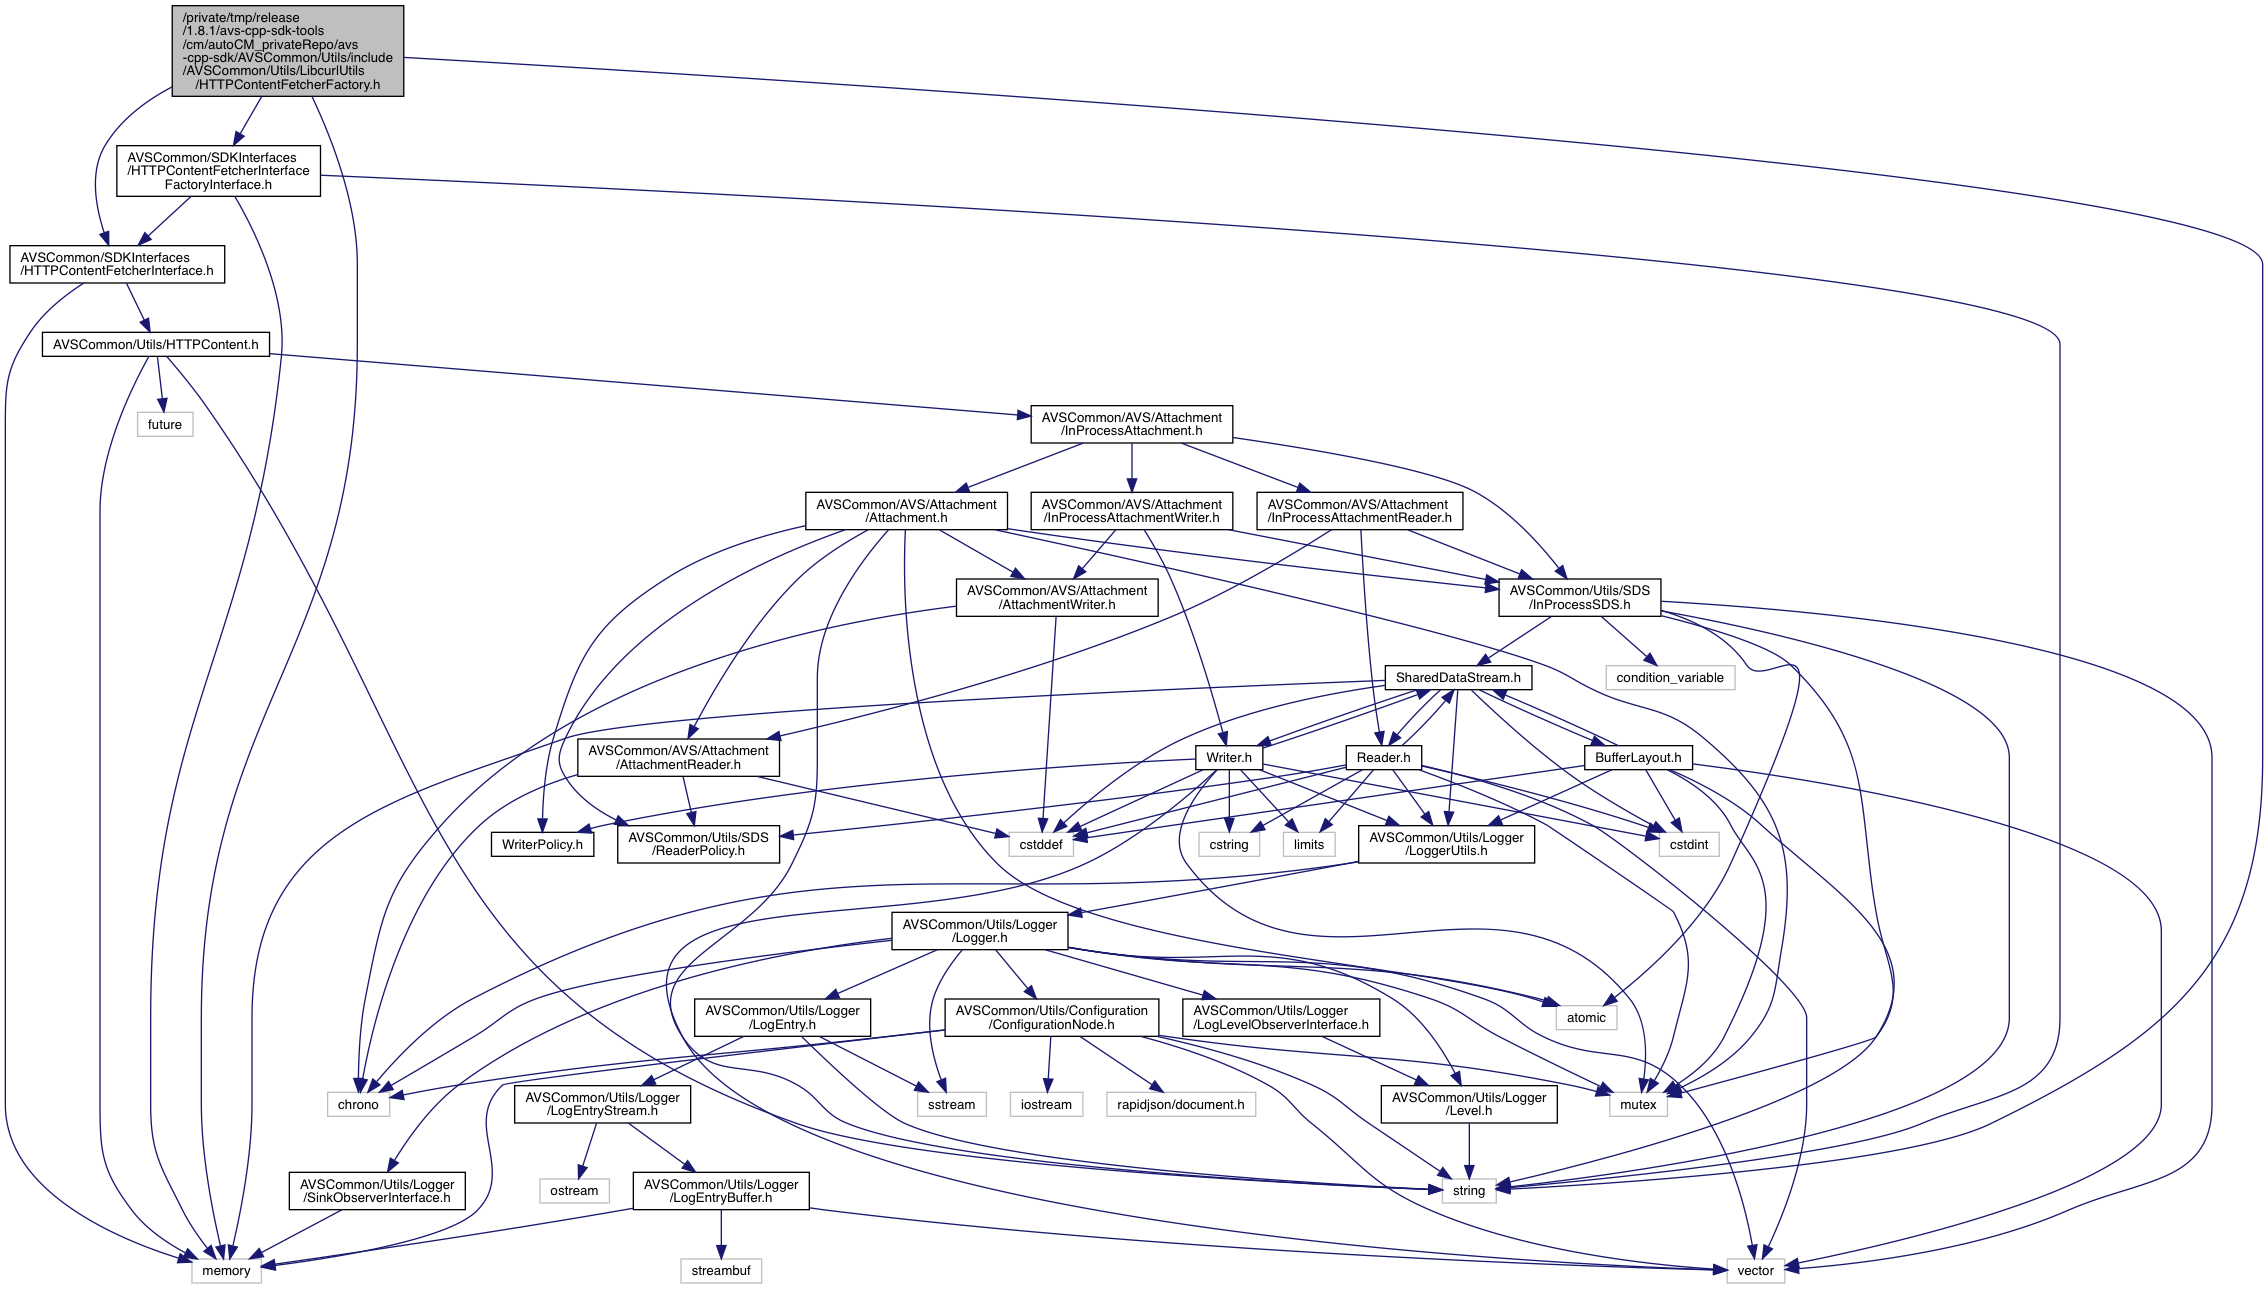 /private/tmp/release
/1.8.1/avs-cpp-sdk-tools
/cm/autoCM_privateRepo/avs
-cpp-sdk/AVSCommon/Utils/include
/AVSCommon/Utils/LibcurlUtils
/HTTPContentFetcherFactory.h
AVSCommon/SDKInterfaces
/HTTPContentFetcherInterface
FactoryInterface.h
AVSCommon/SDKInterfaces
/HTTPContentFetcherInterface.h
AVSCommon/Utils/HTTPContent.h
future
AVSCommon/AVS/Attachment
/InProcessAttachment.h
AVSCommon/AVS/Attachment
/Attachment.h
AVSCommon/AVS/Attachment
/InProcessAttachmentWriter.h
AVSCommon/AVS/Attachment
/InProcessAttachmentReader.h
AVSCommon/AVS/Attachment
/AttachmentWriter.h
AVSCommon/Utils/SDS
/InProcessSDS.h
SharedDataStream.h
condition_variable
AVSCommon/AVS/Attachment
/AttachmentReader.h
Writer.h
Reader.h
BufferLayout.h
WriterPolicy.h
AVSCommon/Utils/SDS
/ReaderPolicy.h
cstddef
cstring
limits
AVSCommon/Utils/Logger
/LoggerUtils.h
cstdint
AVSCommon/Utils/Logger
/Logger.h
AVSCommon/Utils/Logger
/LogEntry.h
AVSCommon/Utils/Configuration
/ConfigurationNode.h
AVSCommon/Utils/Logger
/LogLevelObserverInterface.h
atomic
chrono
AVSCommon/Utils/Logger
/LogEntryStream.h
sstream
iostream
rapidjson/document.h
AVSCommon/Utils/Logger
/Level.h
mutex
AVSCommon/Utils/Logger
/SinkObserverInterface.h
ostream
AVSCommon/Utils/Logger
/LogEntryBuffer.h
string
memory
streambuf
vector